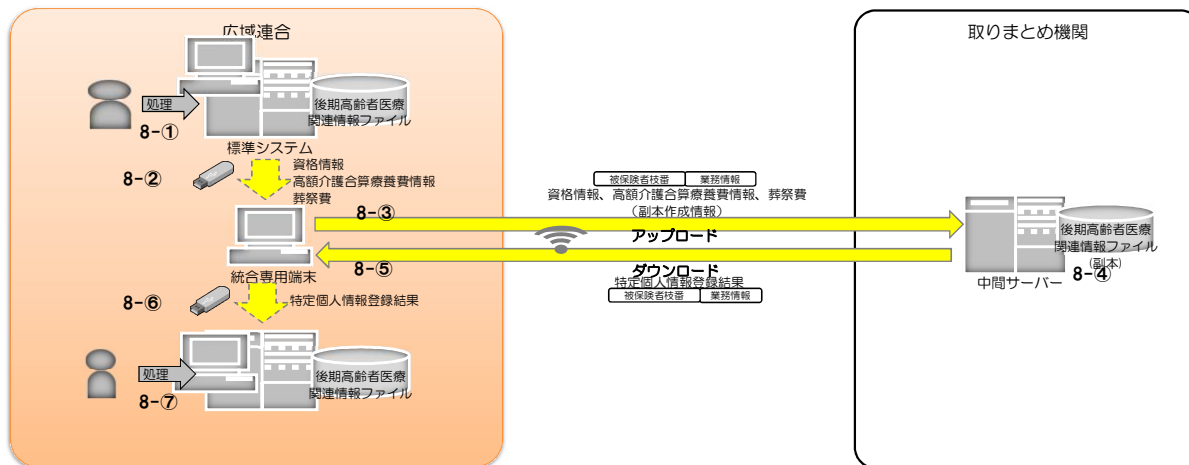 広域連合
処理
8-①
後期高齢者医療
関連情報ファイル
標準システム
8-②
資格情報
高額介護合算療養費情報
葬祭費
8-③
統合専用端末
8-⑤
8-⑥
特定個人情報登録結果
処理
8-⑦
後期高齢者医療
関連情報ファイル
被保険者枝番 業務情報
資格情報、高額介護合算療養費情報、葬祭費
(副本作成情報)
アップロード
ダウンロード
特定個人情報登録結果
被保険者枝番 業務情報
取りまとめ機関
後期高齢者医療
関連情報ファイル
(副本)
8-④
中間サーバー